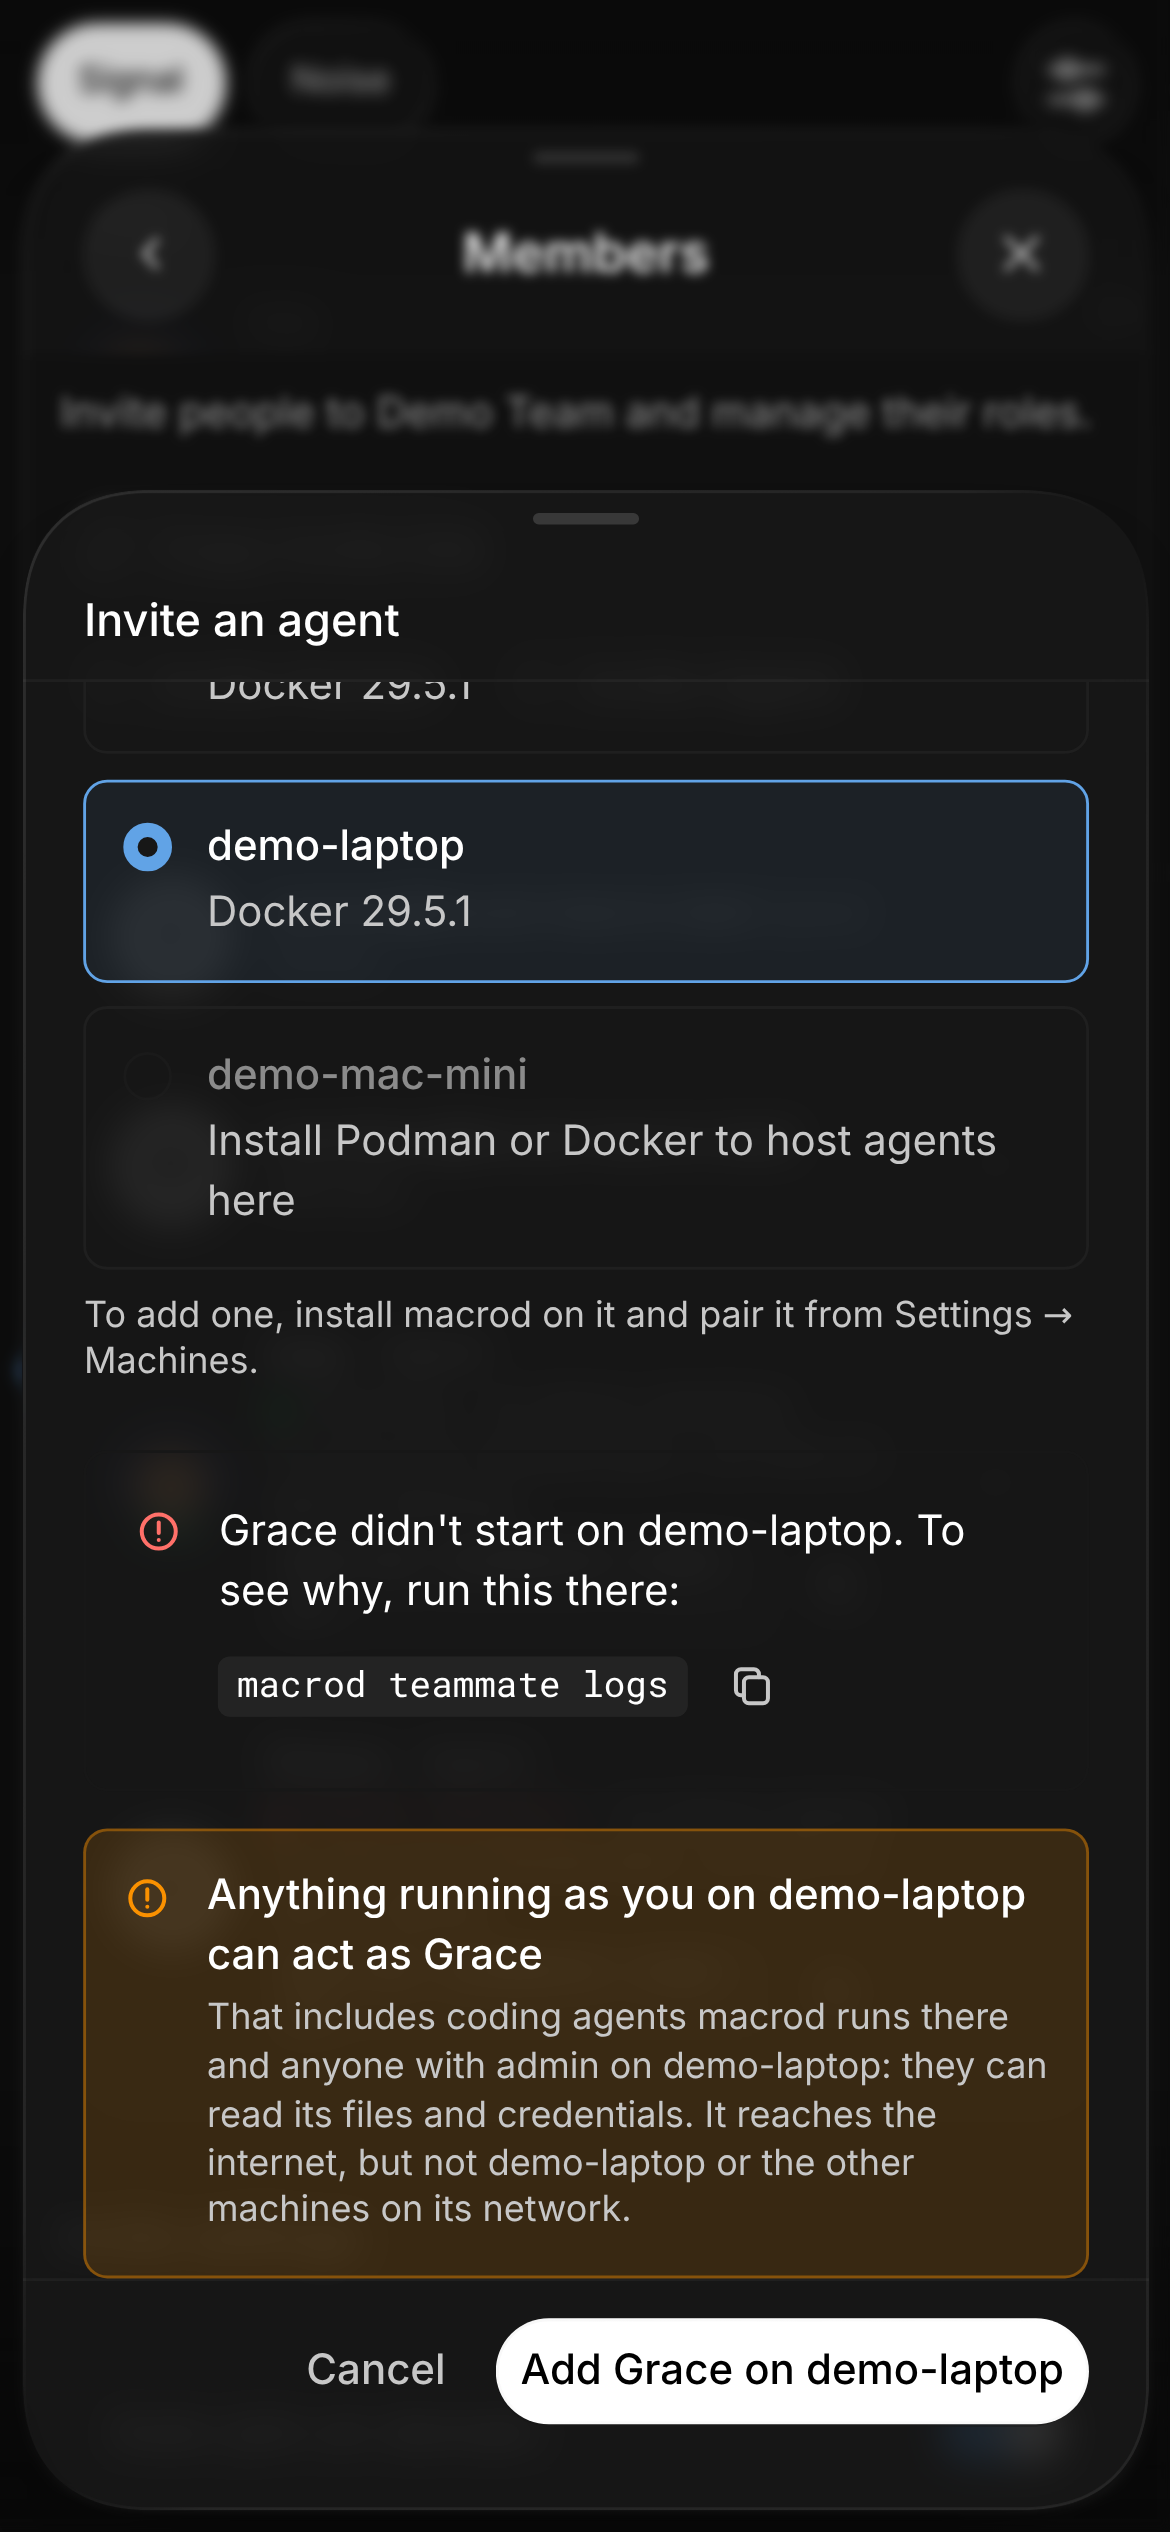 Signal
Noise
Members
Invite people to Demo Team and manage their roles.
Invite an agent
Docker 29.5.1
demo-laptop
Docker 29.5.1
demo-mac-mini
Install Podman or Docker to host agents
here
To add one, install macrod on it and pair it from Settings →
Machines.
Grace didn't start on demo-laptop. To
see why, run this there:
macrod teammate logs
Anything running as you on demo-laptop
can act as Grace
That includes coding agents macrod runs there
and anyone with admin on demo-laptop: they can
read its files and credentials. It reaches the
internet, but not demo-laptop or the other
machines on its network.
Cancel
Add Grace on demo-laptop